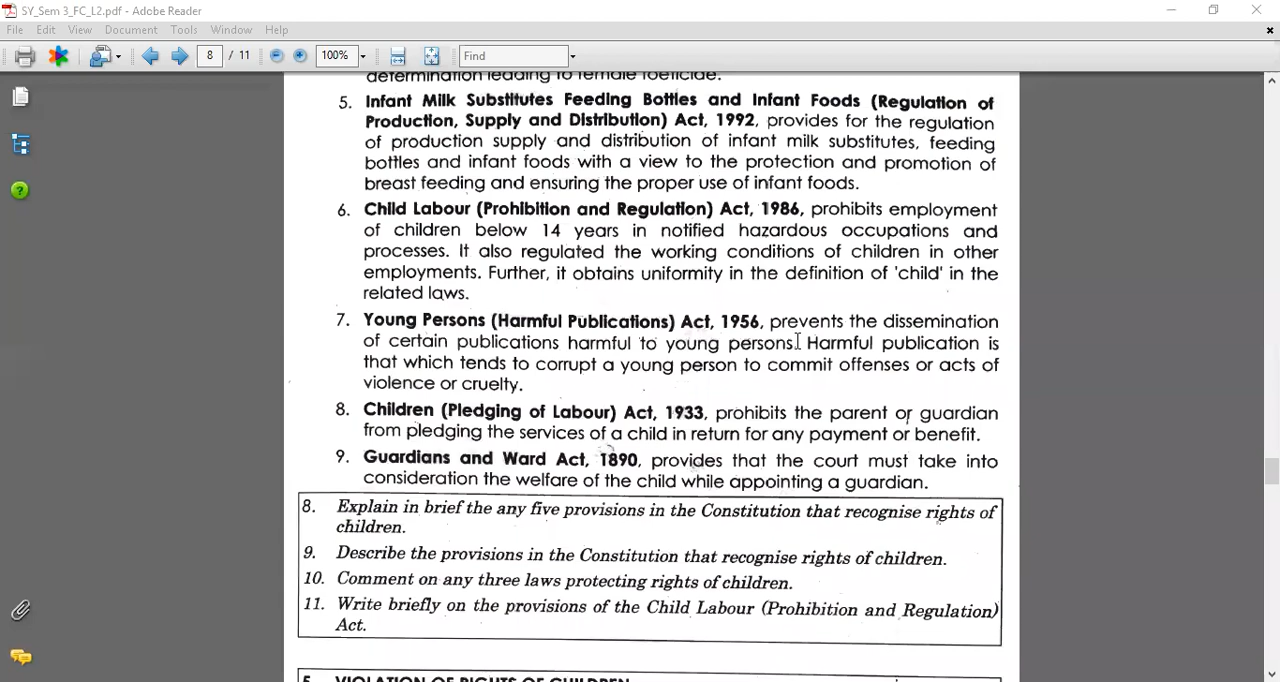 SY_Sem 3_FC_L2.pdf - Adobe Reader
File Edit View Document Tools Window Help
8 / 11 100% Find
determination leading to female foeticide.
5. Infant Milk Substitutes Feeding Bottles and Infant Foods (Regulation of
Production, Supply and Distribution) Act, 1992, provides for the regulation
of production supply and distribution of infant milk substitutes, feeding
bottles and infant foods with a view to the protection and promotion of
breast feeding and ensuring the proper use of infant foods.
6. Child Labour (Prohibition and Regulation) Act, 1986, prohibits employment
of children below 14 years in notified hazardous occupations and
processes. It also regulated the working conditions of children in other
employments. Further, it obtains uniformity in the definition of 'child' in the
related laws.
7. Young Persons (Harmful Publications) Act, 1956, prevents the dissemination
of certain publications harmful to young persons. Harmful publication is
that which tends to corrupt a young person to commit offenses or acts of
violence or cruelty.
8. Children (Pledging of Labour) Act, 1933, prohibits the parent or guardian
from pledging the services of a child in return for any payment or benefit.
9. Guardians and Ward Act, 1890, provides that the court must take into
consideration the welfare of the child while appointing a guardian.
8. Explain in brief the any five provisions in the Constitution that recognise rights of
children.
9. Describe the provisions in the Constitution that recognise rights of children.
10. Comment on any three laws protecting rights of children.
11. Write briefly on the provisions of the Child Labour (Prohibition and Regulation)
Act.
5. VIOLATION OF RIGHTS OF CHILDREN